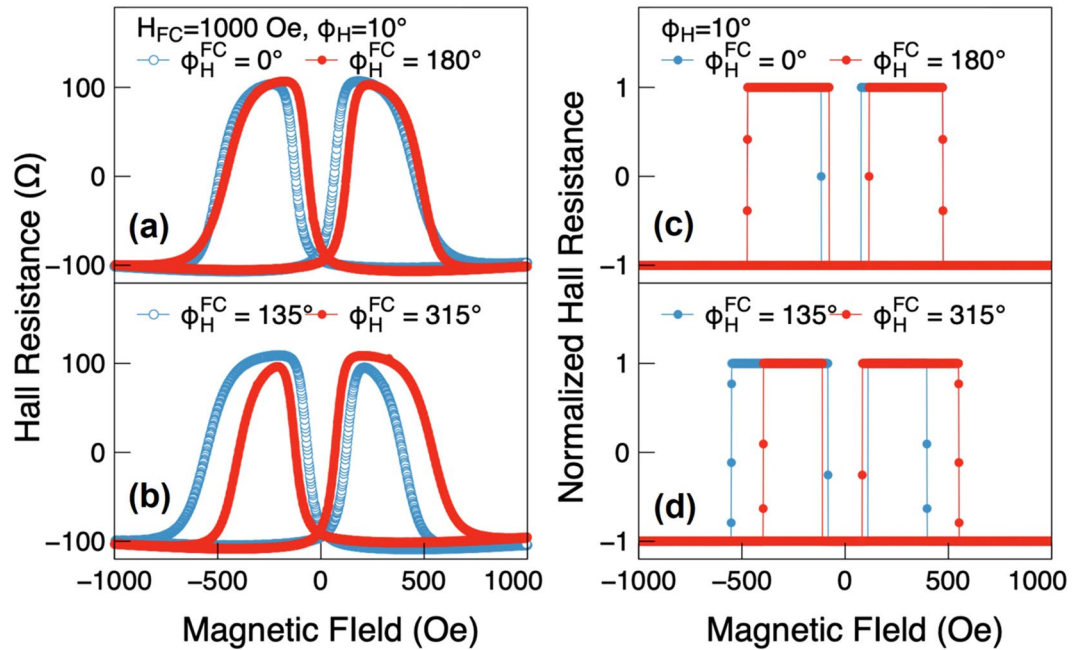 H_FC=1000 Oe, ϕ_H=10°
ϕ_H^FC = 0° ϕ_H^FC = 180°
100
0
−100
(a)
ϕ_H^FC = 135° ϕ_H^FC = 315°
100
0
−100
(b)
−1000 −500 0 500 1000
Magnetic FIeld (Oe)
Hall Resistance (Ω)
ϕ_H=10°
ϕ_H^FC = 0° ϕ_H^FC = 180°
1
0
−1
(c)
ϕ_H^FC = 135° ϕ_H^FC = 315°
1
0
−1
(d)
−1000 −500 0 500 1000
Magnetic FIeld (Oe)
Normalized Hall Resistance